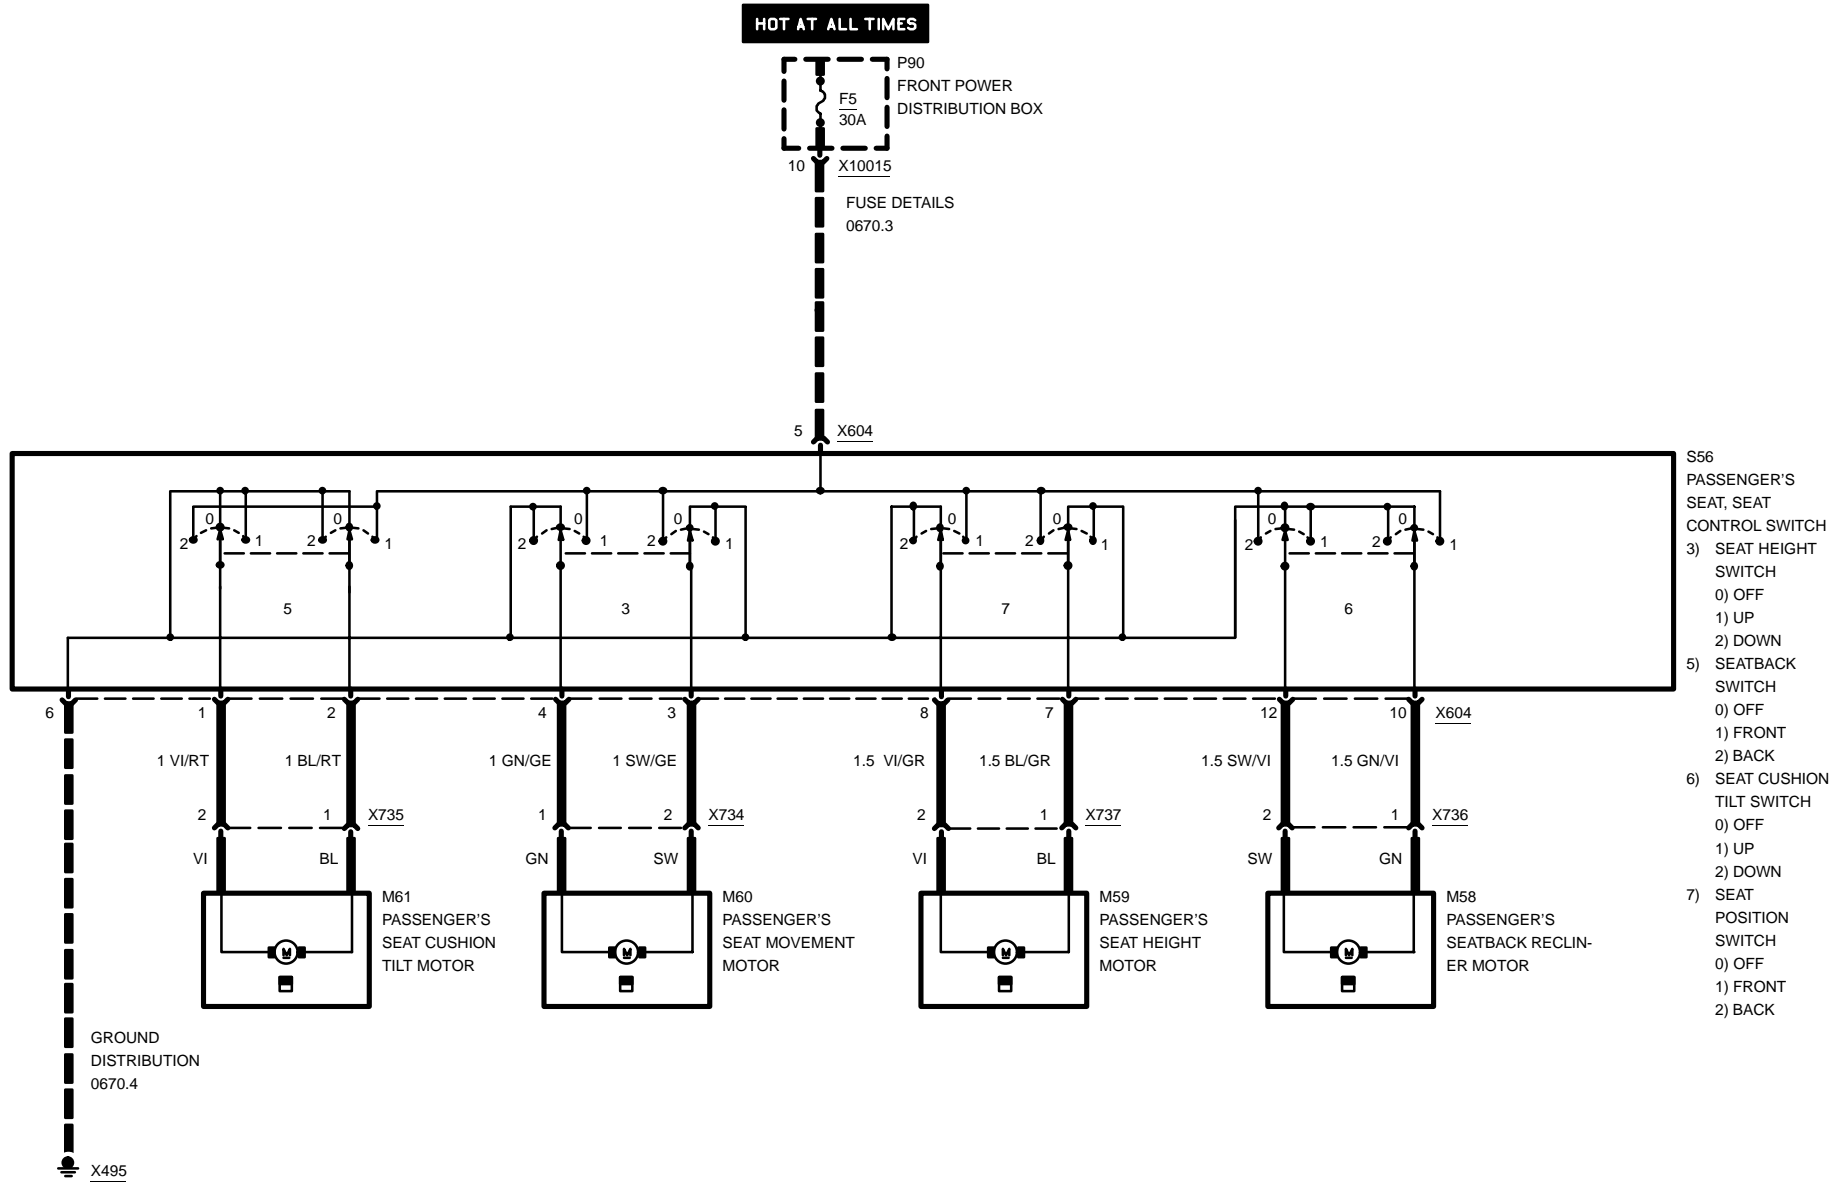 HOT AT ALL TIMES
P90
FRONT POWER
DISTRIBUTION BOX
F5
30A
10 X10015
FUSE DETAILS
0670.3
5 X604
S56
PASSENGER'S
SEAT, SEAT
CONTROL SWITCH
3) SEAT HEIGHT
SWITCH
0) OFF
1) UP
2) DOWN
5) SEATBACK
SWITCH
0) OFF
1) FRONT
2) BACK
6) SEAT CUSHION
TILT SWITCH
0) OFF
1) UP
2) DOWN
7) SEAT
POSITION
SWITCH
0) OFF
1) FRONT
2) BACK
0 0 0 0 0 0 0 0
2 1 2 1 2 1 2 1 2 1 2 1 2 1 2 1
5 3 7 6
6 1 2 4 3 8 7 12 10 X604
1 VI/RT 1 BL/RT 1 GN/GE 1 SW/GE 1.5 VI/GR 1.5 BL/GR 1.5 SW/VI 1.5 GN/VI
2 1 X735 1 2 X734 2 1 X737 2 1 X736
VI BL GN SW VI BL SW GN
M61
PASSENGER'S
SEAT CUSHION
TILT MOTOR
M
M60
PASSENGER'S
SEAT MOVEMENT
MOTOR
M
M59
PASSENGER'S
SEAT HEIGHT
MOTOR
M
M58
PASSENGER'S
SEATBACK RECLIN-
ER MOTOR
M
GROUND
DISTRIBUTION
0670.4
X495